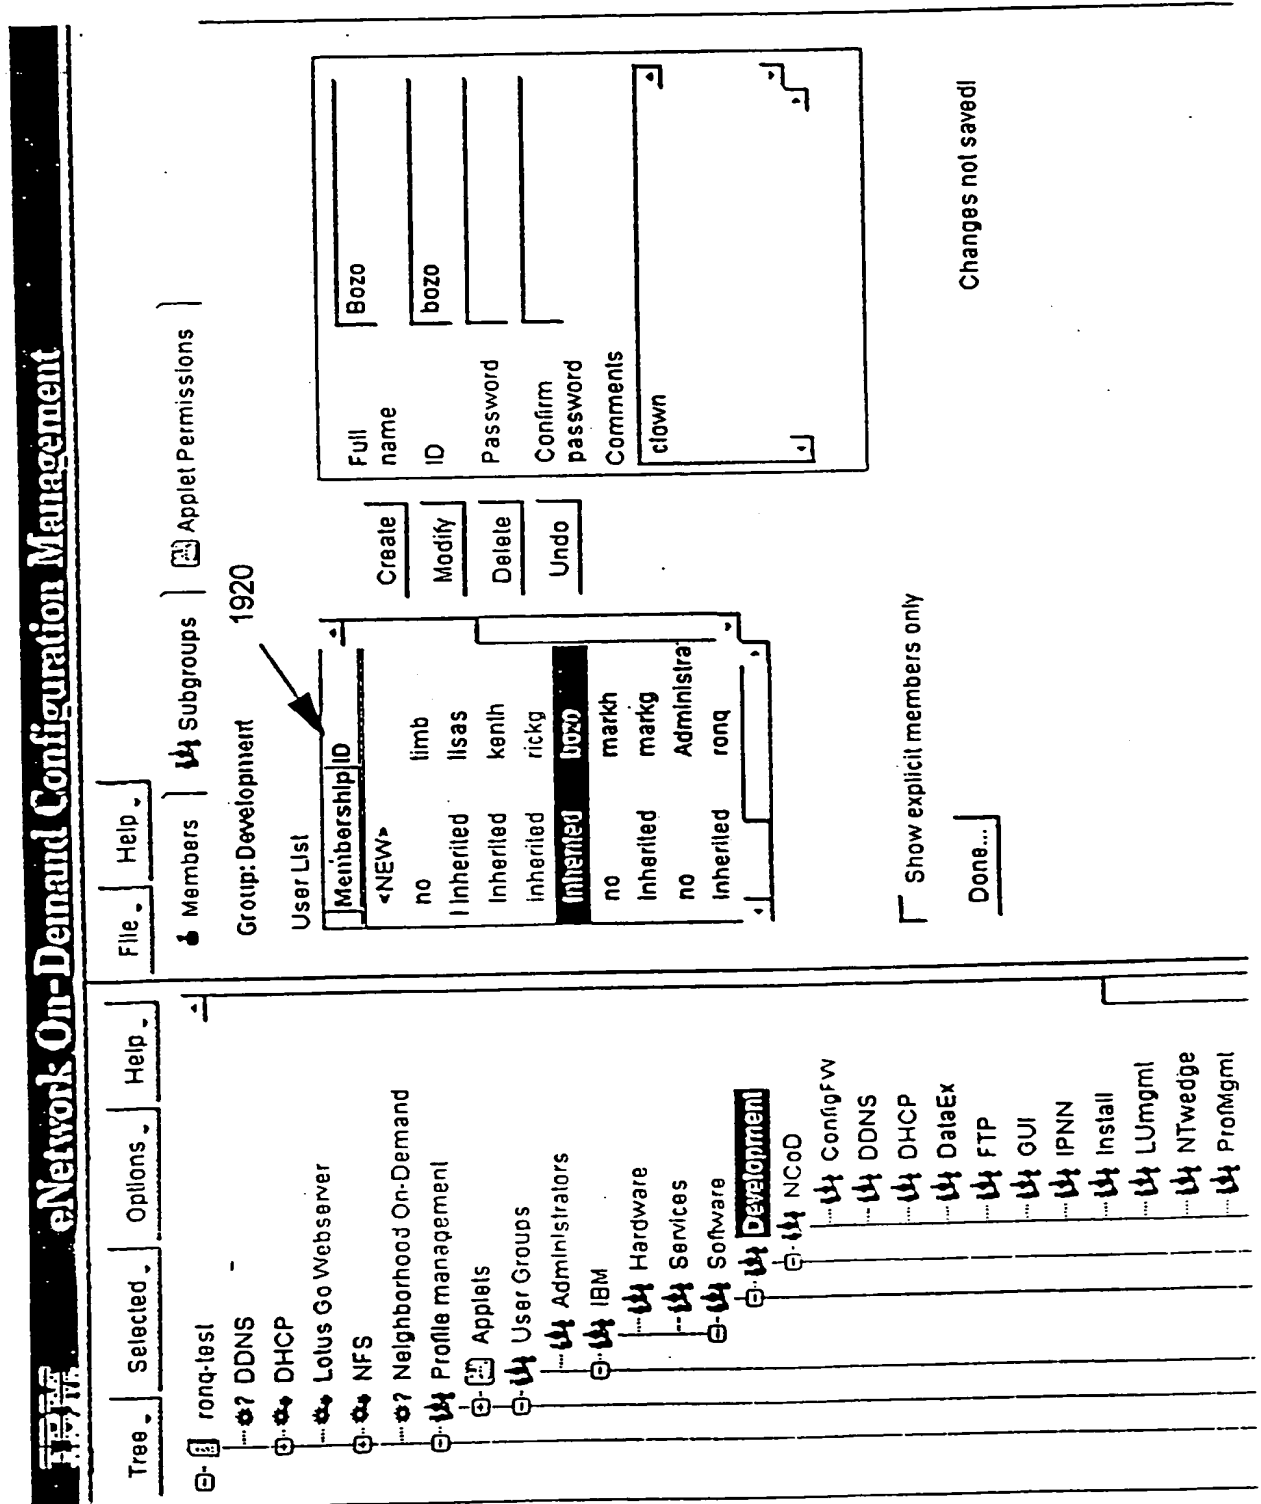 IBM eNetwork On-Demand Configuration Management
Tree Selected Options Help
File Help
ronq-test
? DDNS
DHCP
Lotus Go Webserver
NFS
? Neighborhood On-Demand
Profile management
Applets
User Groups
Administrators
IBM
Hardware
Services
Software
Development
NCoD
ConfigFW
DDNS
DHCP
DataEx
FTP
GUI
IPNN
Install
LUmgmt
NTwedge
ProfMgmt
Members Subgroups Applet Permissions
Group: Development
1920
User List
Membership ID
<NEW>
no timb
Inherited lisas
Inherited kenlh
Inherited rickg
Inherited bozo
no markh
Inherited markg
no Administra
Inherited ronq
Create
Modify
Delete
Undo
Full name Bozo
ID bozo
Password
Confirm password
Comments
clown
Show explicit members only
Done...
Changes not saved!